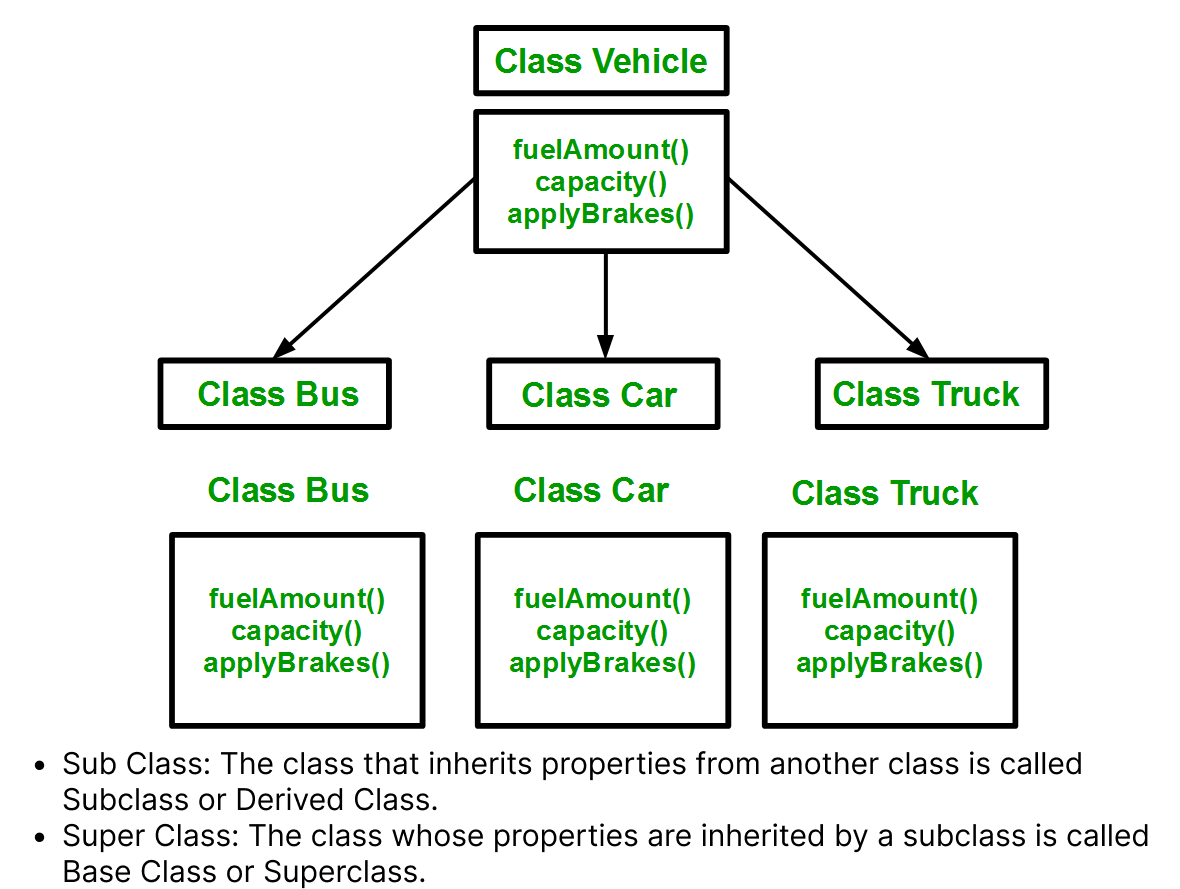 Class Vehicle
fuelAmount()
capacity()
applyBrakes()
Class Bus
Class Car
Class Truck
Class Bus
Class Car
Class Truck
fuelAmount()
capacity()
applyBrakes()
fuelAmount()
capacity()
applyBrakes()
fuelAmount()
capacity()
applyBrakes()
• Sub Class: The class that inherits properties from another class is called
Subclass or Derived Class.
• Super Class: The class whose properties are inherited by a subclass is called
Base Class or Superclass.